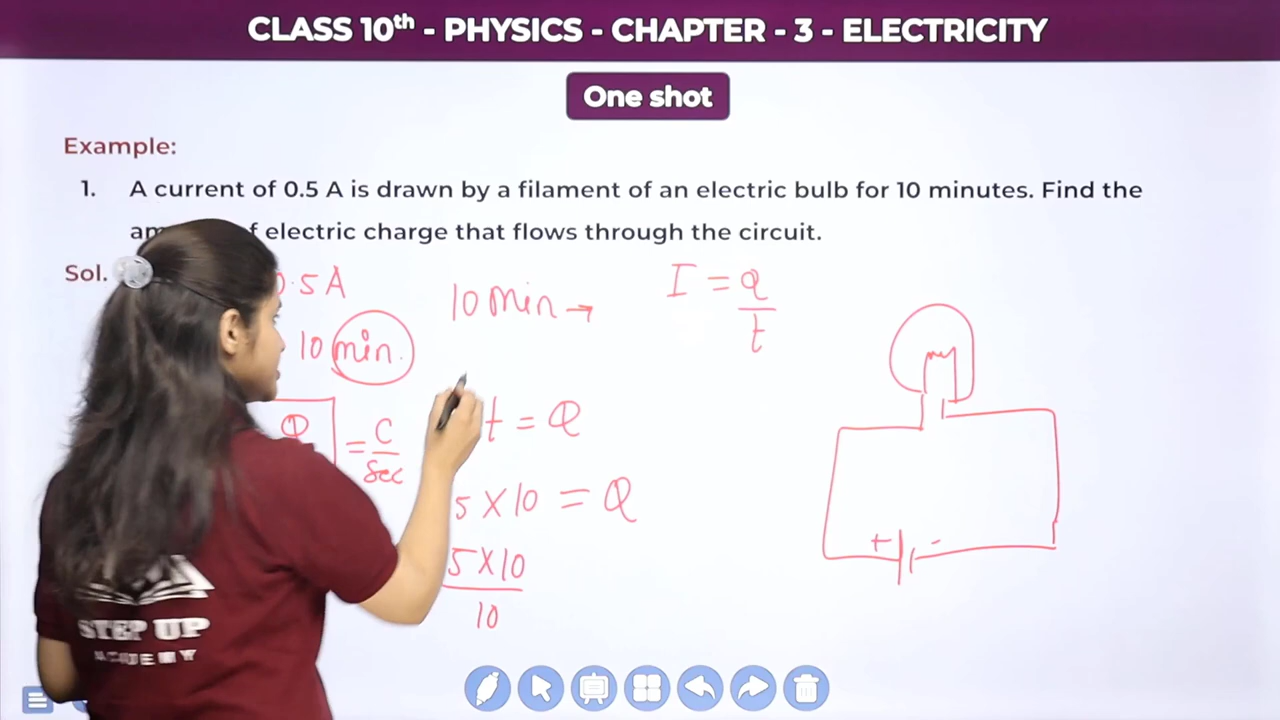 CLASS 10th - PHYSICS - CHAPTER - 3 - ELECTRICITY
One shot
Example:
1. A current of 0.5 A is drawn by a filament of an electric bulb for 10 minutes. Find the
electric charge that flows through the circuit.
Sol.
0.5 A
10 min.
Q
= C
Sec
10 min →
I = Q
t
t = Q
5 × 10 = Q
5 × 10
10
+ -
STEP UP
ACADEMY